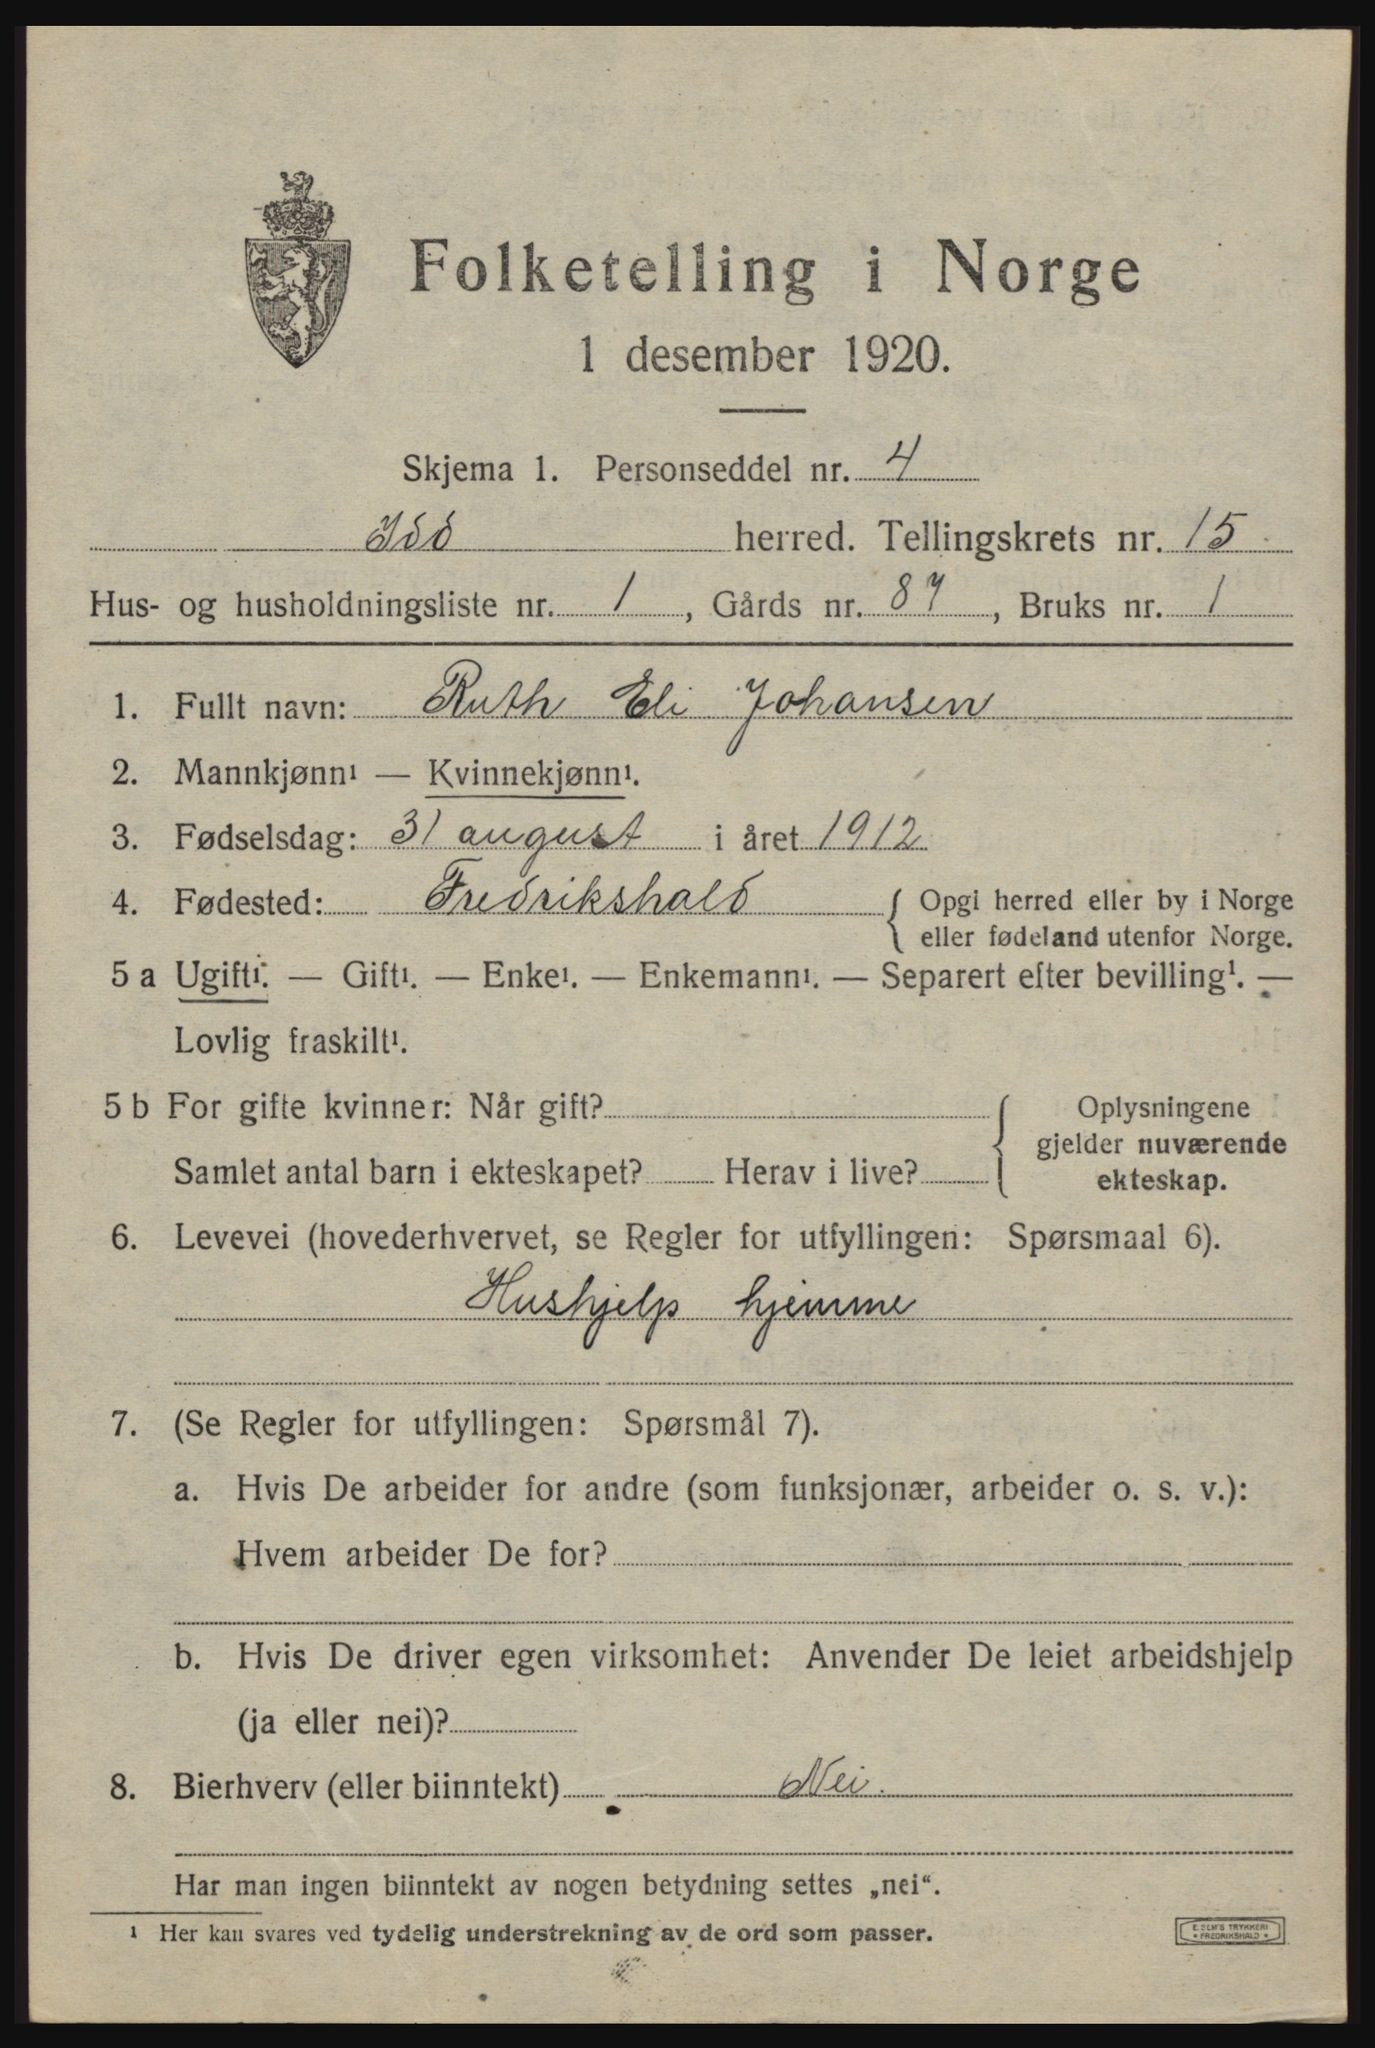 Folketelling i Norge
1 desember 1920.
Skjema 1. Personseddel nr. 4
Idd herred. Tellingskrets nr. 15
Hus- og husholdningsliste nr. 1, Gårds nr. 87, Bruks nr. 1
1. Fullt navn: Ruth Eli Johansen
2. Mannkjønn¹ — Kvinnekjønn¹.
3. Fødselsdag: 31 august i året 1912
4. Fødested: Fredrikshald { Opgi herred eller by i Norge
eller fødeland utenfor Norge.
5 a Ugift¹. — Gift¹. — Enke¹. — Enkemann¹. — Separert efter bevilling¹. —
Lovlig fraskilt¹.
5 b For gifte kvinner: Når gift? { Oplysningene
gjelder nuværende
Samlet antal barn i ekteskapet? Herav i live? ekteskap.
6. Levevei (hovederhvervet, se Regler for utfyllingen: Spørsmaal 6).
Hushjelp hjemme
7. (Se Regler for utfyllingen: Spørsmål 7).
a. Hvis De arbeider for andre (som funksjonær, arbeider o. s. v.):
Hvem arbeider De for?
b. Hvis De driver egen virksomhet: Anvender De leiet arbeidshjelp
(ja eller nei)?
8. Bierhverv (eller biinntekt) Nei.
Har man ingen biinntekt av nogen betydning settes „nei“.
¹ Her kan svares ved tydelig understrekning av de ord som passer.
E. SEM'S TRYKKERI
• FREDRIKSHALD •